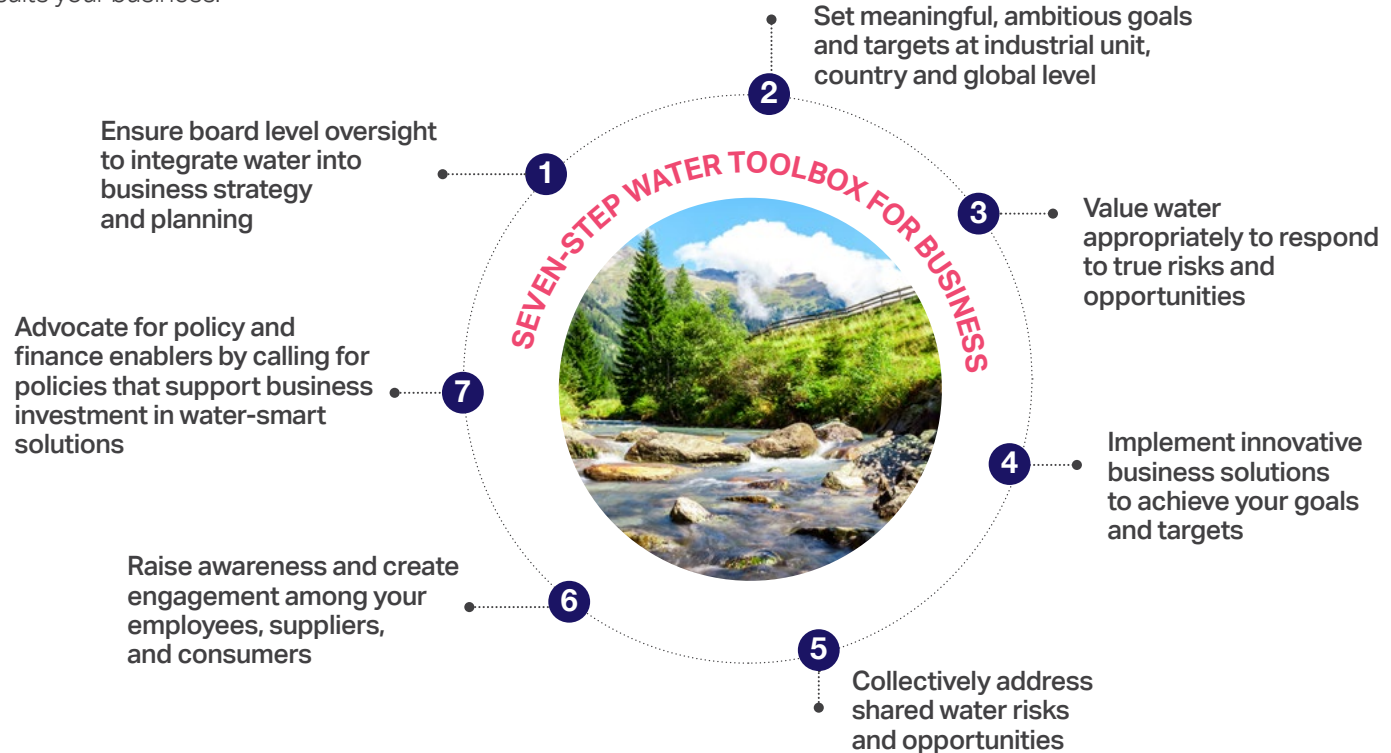 suits your business.
Set meaningful, ambitious goals
and targets at industrial unit,
country and global level
2
Ensure board level oversight
to integrate water into
business strategy
and planning
1
SEVEN-STEP WATER TOOLBOX FOR BUSINESS
3
Value water
appropriately to respond
to true risks and
opportunities
Advocate for policy and
finance enablers by calling for
policies that support business
investment in water-smart
solutions
7
4
Implement innovative
business solutions
to achieve your goals
and targets
Raise awareness and create
engagement among your
employees, suppliers,
and consumers
6
5
Collectively address
shared water risks
and opportunities